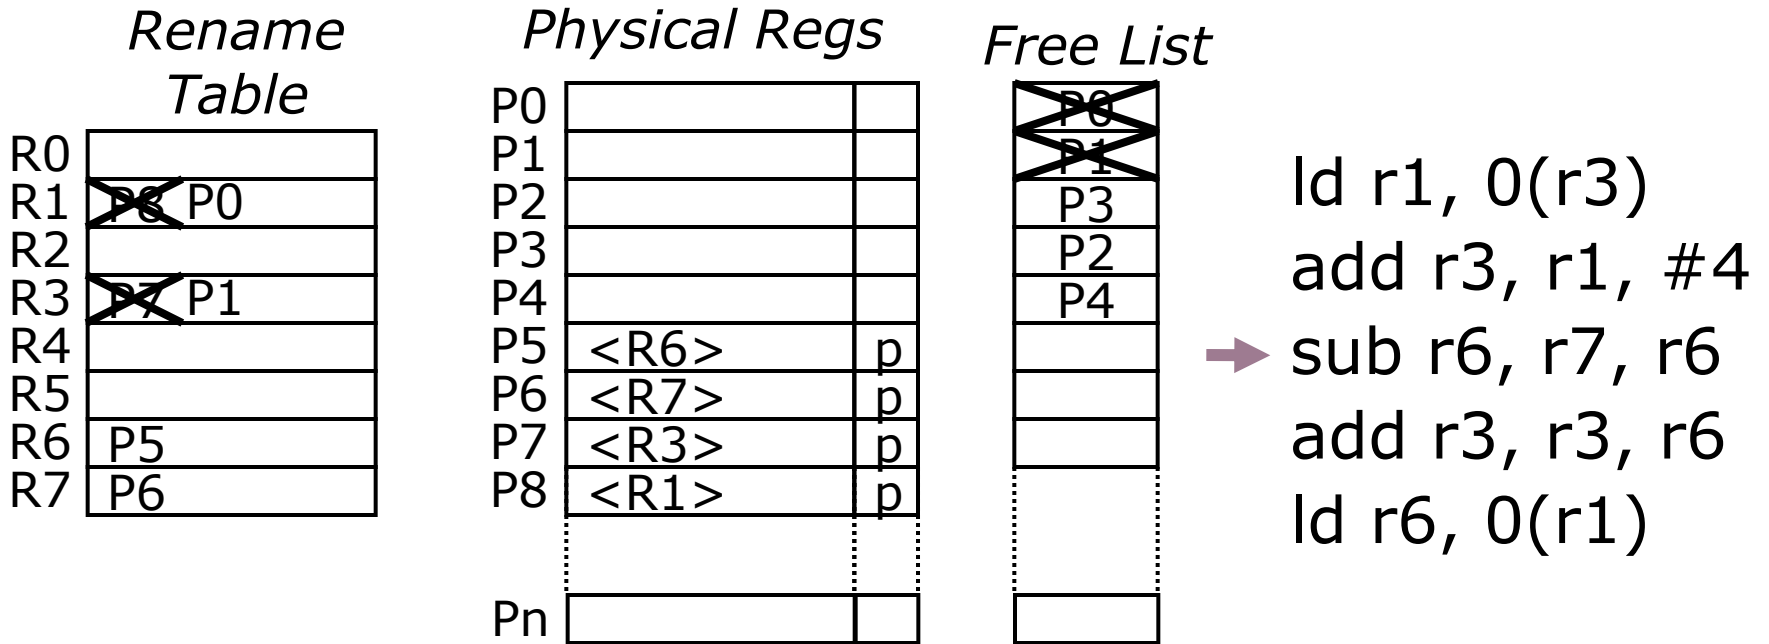 Rename
Table
R0
R1 P8 P0
R2
R3 P7 P1
R4
R5
R6 P5
R7 P6
Physical Regs
P0
P1
P2
P3
P4
P5 <R6> p
P6 <R7> p
P7 <R3> p
P8 <R1> p
Pn
Free List
P0
P1
P3
P2
P4
ld r1, 0(r3)
add r3, r1, #4
sub r6, r7, r6
add r3, r3, r6
ld r6, 0(r1)